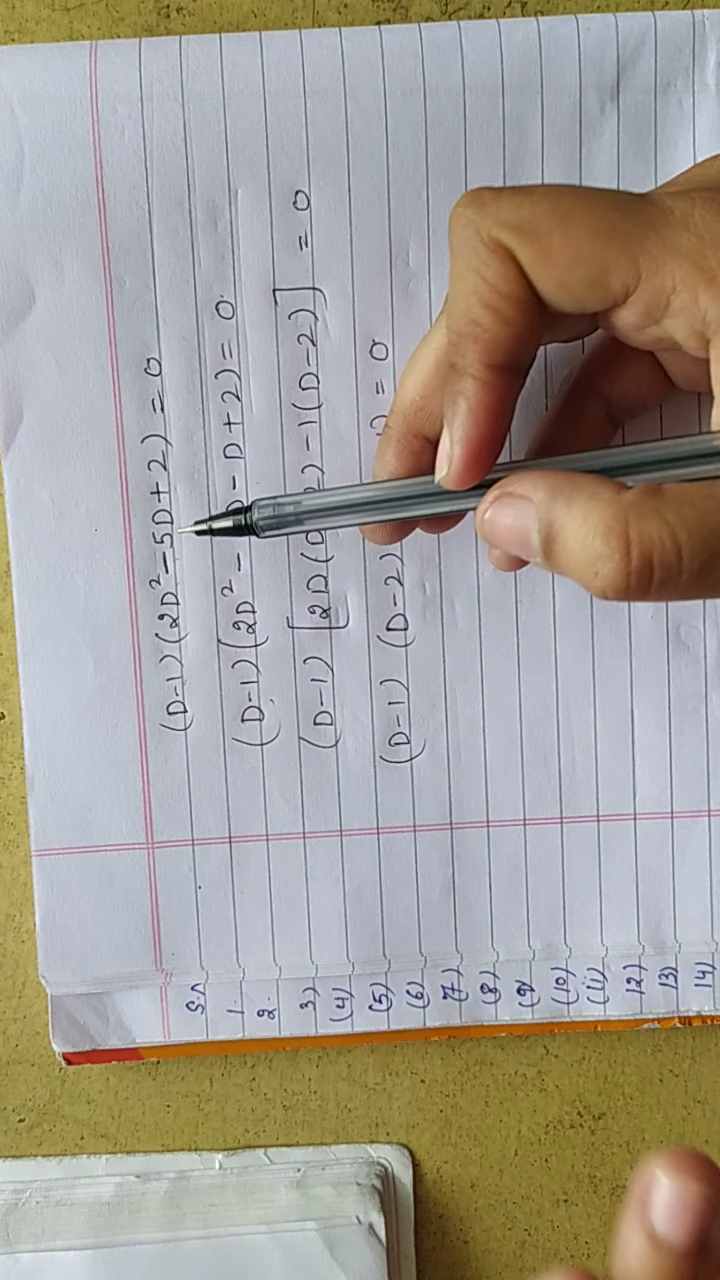 (D-1) (2D²-5D+2) = 0
(D-1) (2D²- - D+2) = 0.
(D-1) [2D( ) -1 (D-2)] = 0
(D-1) (D-2) ) = 0
S.
1.
2.
3)
(4)
(5)
(6)
7)
(8)
(9)
(10)
(11)
12)
13)
14)